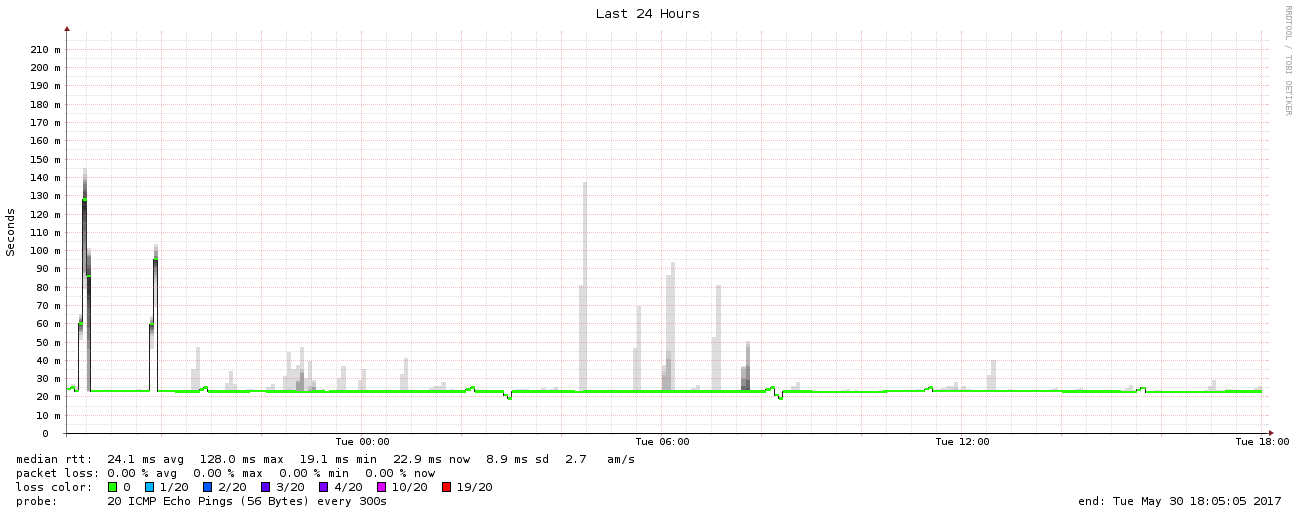 Last 24 Hours
RRDTOOL / TOBI OETIKER
Seconds
210 m
200 m
190 m
180 m
170 m
160 m
150 m
140 m
130 m
120 m
110 m
100 m
90 m
80 m
70 m
60 m
50 m
40 m
30 m
20 m
10 m
0
Tue 00:00 Tue 06:00 Tue 12:00 Tue 18:00
median rtt: 24.1 ms avg 128.0 ms max 19.1 ms min 22.9 ms now 8.9 ms sd 2.7 am/s
packet loss: 0.00 % avg 0.00 % max 0.00 % min 0.00 % now
loss color: 0 1/20 2/20 3/20 4/20 10/20 19/20
probe: 20 ICMP Echo Pings (56 Bytes) every 300s end: Tue May 30 18:05:05 2017